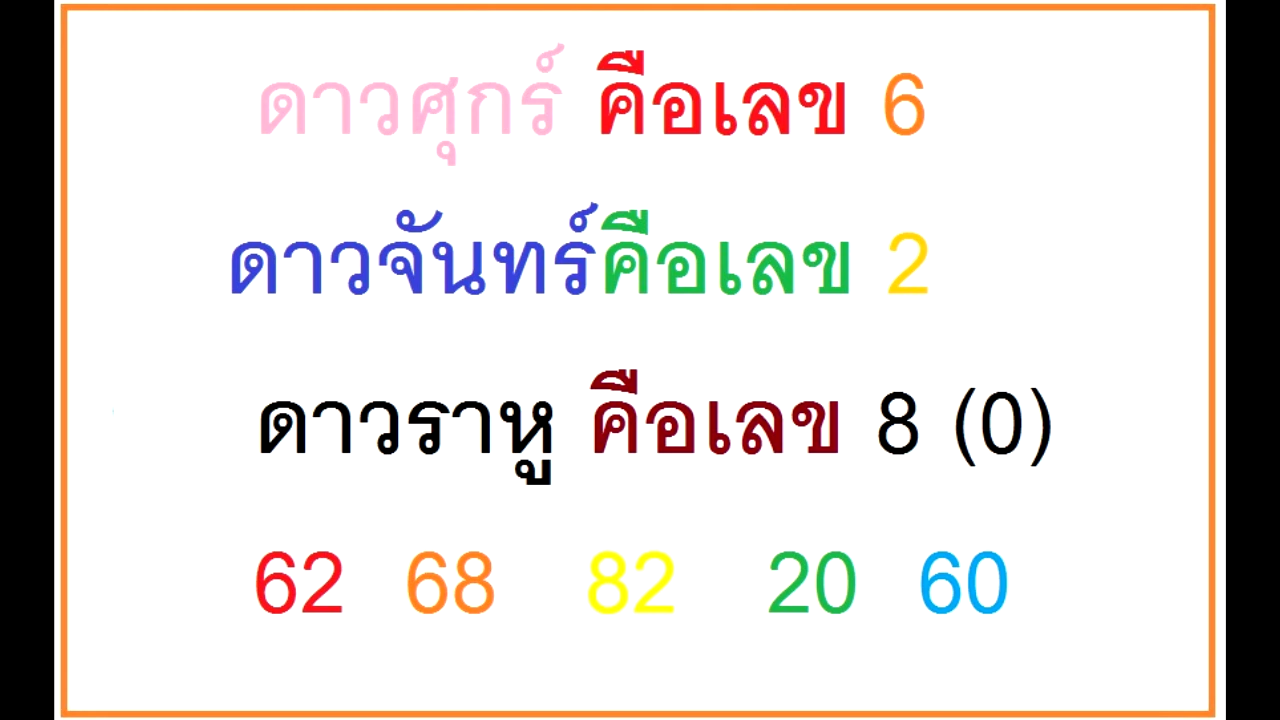 ดาวศุกร์ คือเลข 6
ดาวจันทร์คือเลข 2
ดาวราหู คือเลข 8 (0)
62 68 82 20 60